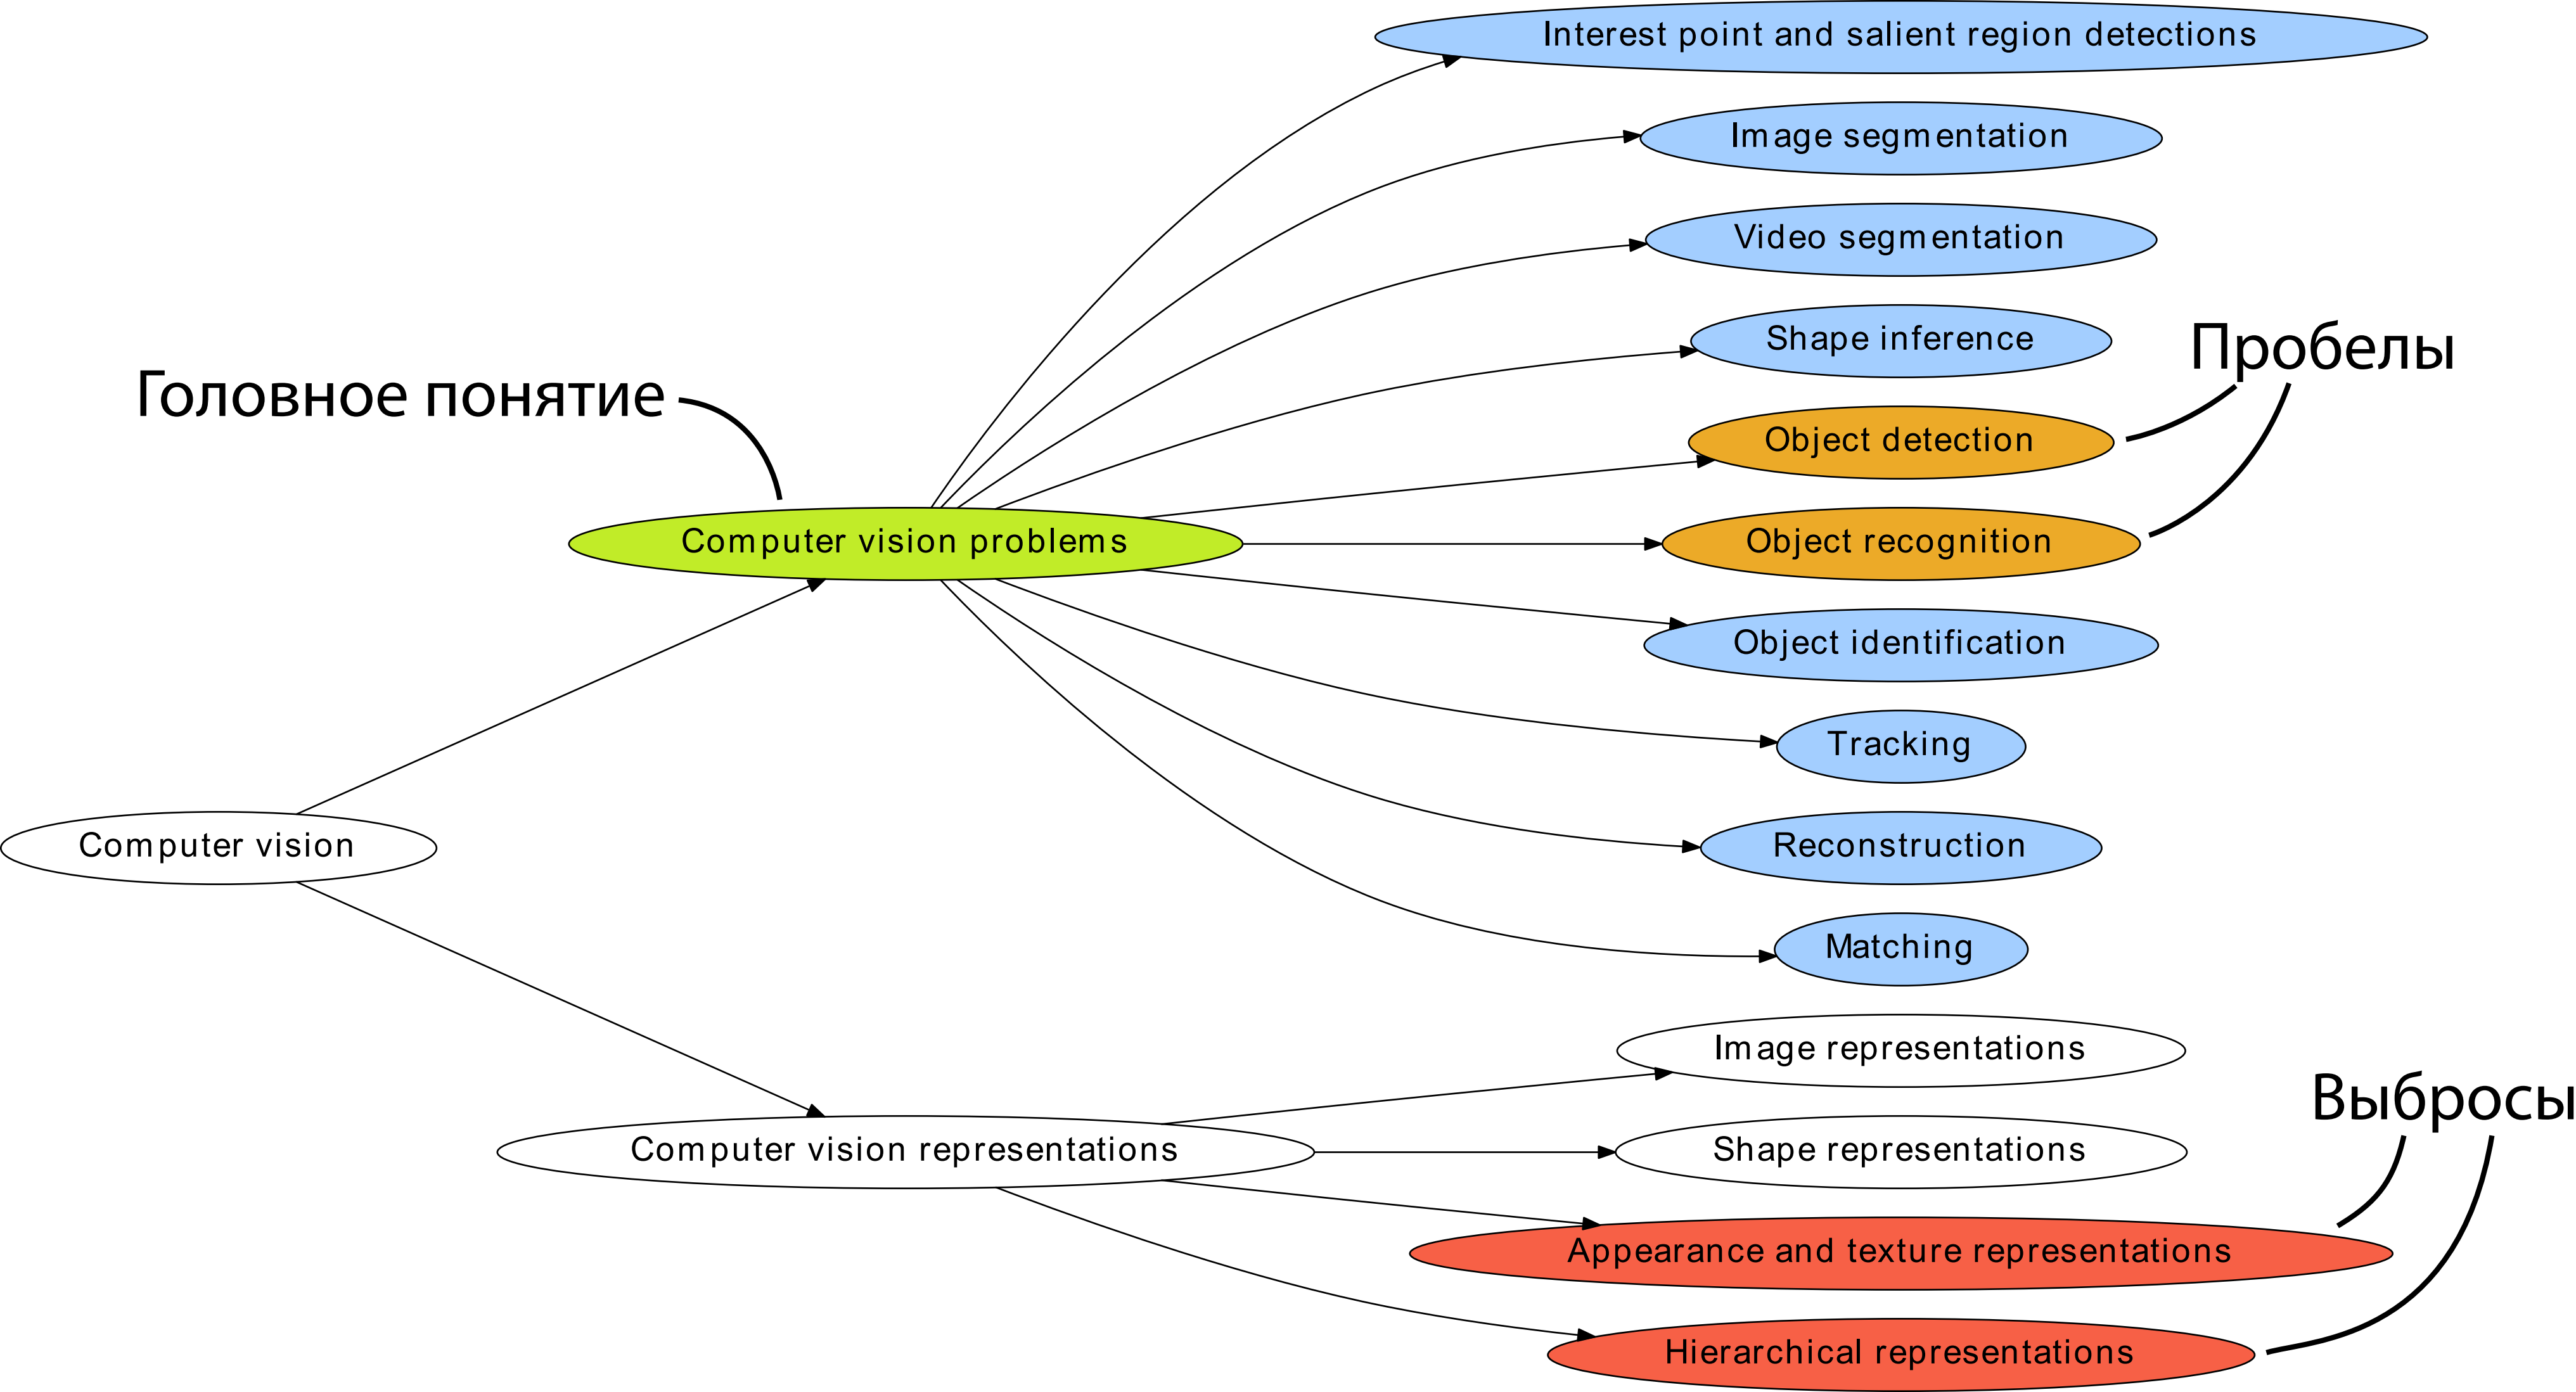 Interest point and salient region detections
Image segmentation
Video segmentation
Shape inference
Пробелы
Головное понятие
Object detection
Computer vision problems
Object recognition
Object identification
Tracking
Computer vision
Reconstruction
Matching
Image representations
Выбросы
Computer vision representations
Shape representations
Appearance and texture representations
Hierarchical representations